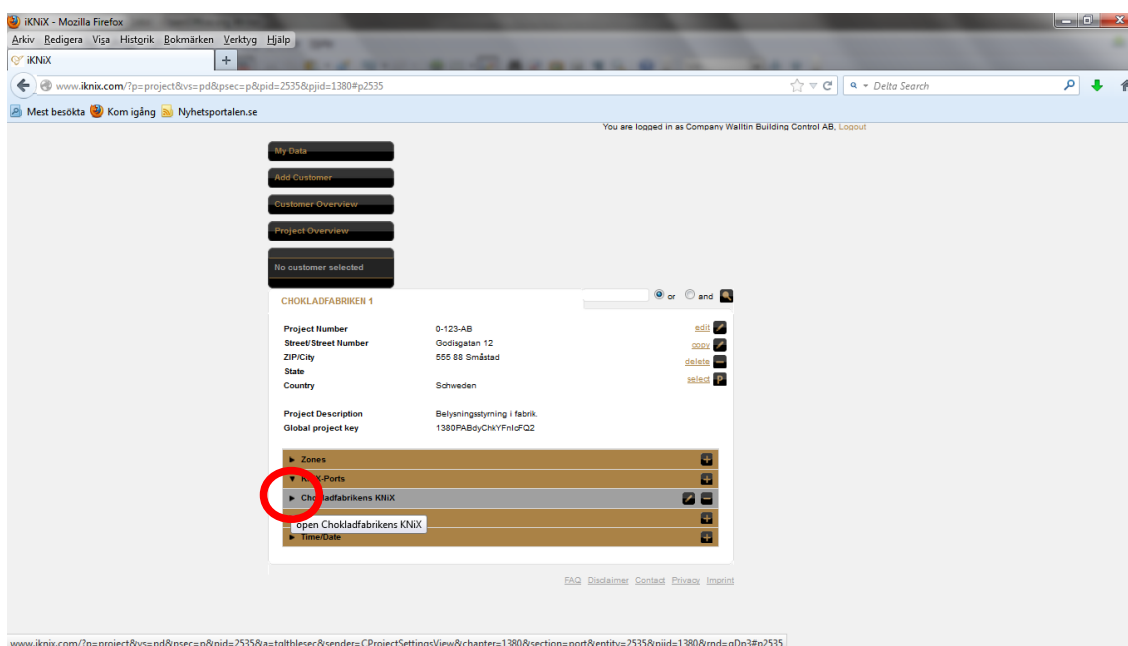 iKNiX - Mozilla Firefox
Arkiv Redigera Visa Historik Bokmärken Verktyg Hjälp
iKNiX
www.iknix.com/?p=project&vs=pd&psec=p&pid=2535&pjid=1380#p2535
Delta Search
Mest besökta Kom igång Nyhetsportalen.se
You are logged in as Company Walltin Building Control AB, Logout
My Data
Add Customer
Customer Overview
Project Overview
No customer selected
CHOKLADFABRIKEN 1 or and
Project Number 0-123-AB edit
Street/Street Number Godisgatan 12 copy
ZIP/City 555 88 Småstad delete
State
Country Schweden select
Project Description Belysningsstyrning i fabrik.
Global project key
Zones
KNiX-Ports
Chokladfabrikens KNiX
open Chokladfabrikens KNiX
Time/Date
FAQ Disclaimer Contact Privacy Imprint